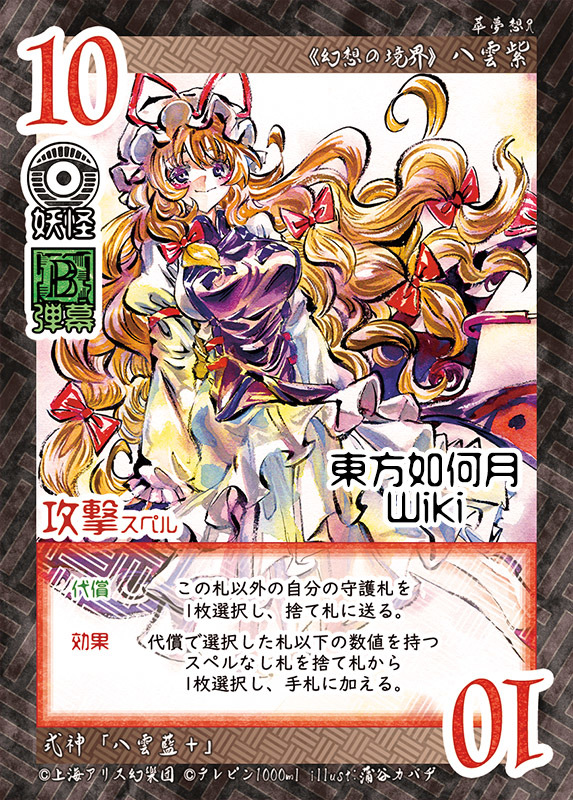 萃夢想R
《幻想の境界》 八雲紫
10
妖怪
B
弾幕
東方如何月
Wiki
攻撃スペル
代償 この札以外の自分の守護札を
1枚選択し、捨て札に送る。
効果 代償で選択した札以下の数値を持つ
スペルなし札を捨て札から
1枚選択し、手札に加える。
10
式神「八雲藍+」
©上海アリス幻樂団 ©テレピン1000ml illust:蒲谷カバヂ